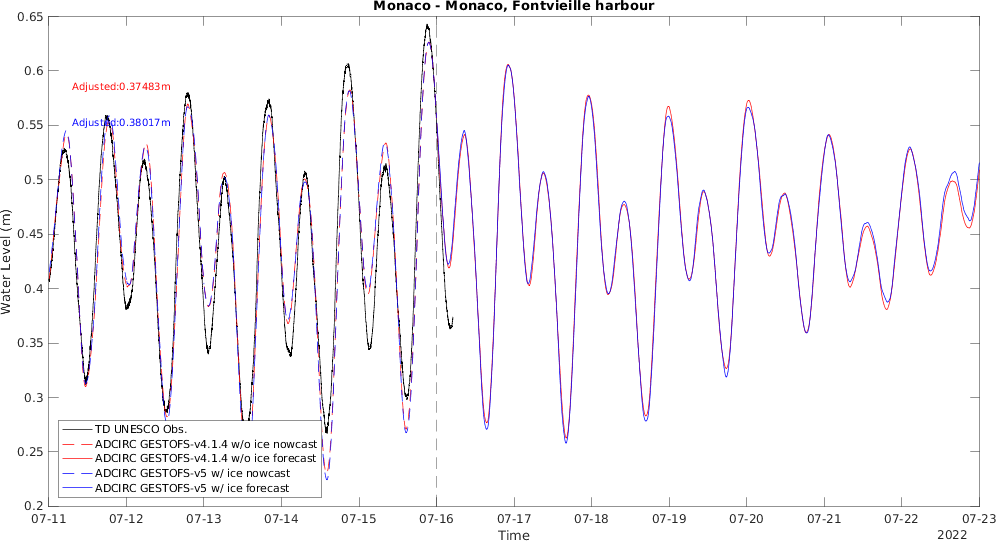 Monaco - Monaco, Fontvieille harbour
0.65
0.6
0.55
0.5
0.45
0.4
0.35
0.3
0.25
0.2
Water Level (m)
Adjusted:0.37483m
Adjusted:0.38017m
TD UNESCO Obs.
ADCIRC GESTOFS-v4.1.4 w/o ice nowcast
ADCIRC GESTOFS-v4.1.4 w/o ice forecast
ADCIRC GESTOFS-v5 w/ ice nowcast
ADCIRC GESTOFS-v5 w/ ice forecast
07-11 07-12 07-13 07-14 07-15 07-16 07-17 07-18 07-19 07-20 07-21 07-22 07-23
Time
2022